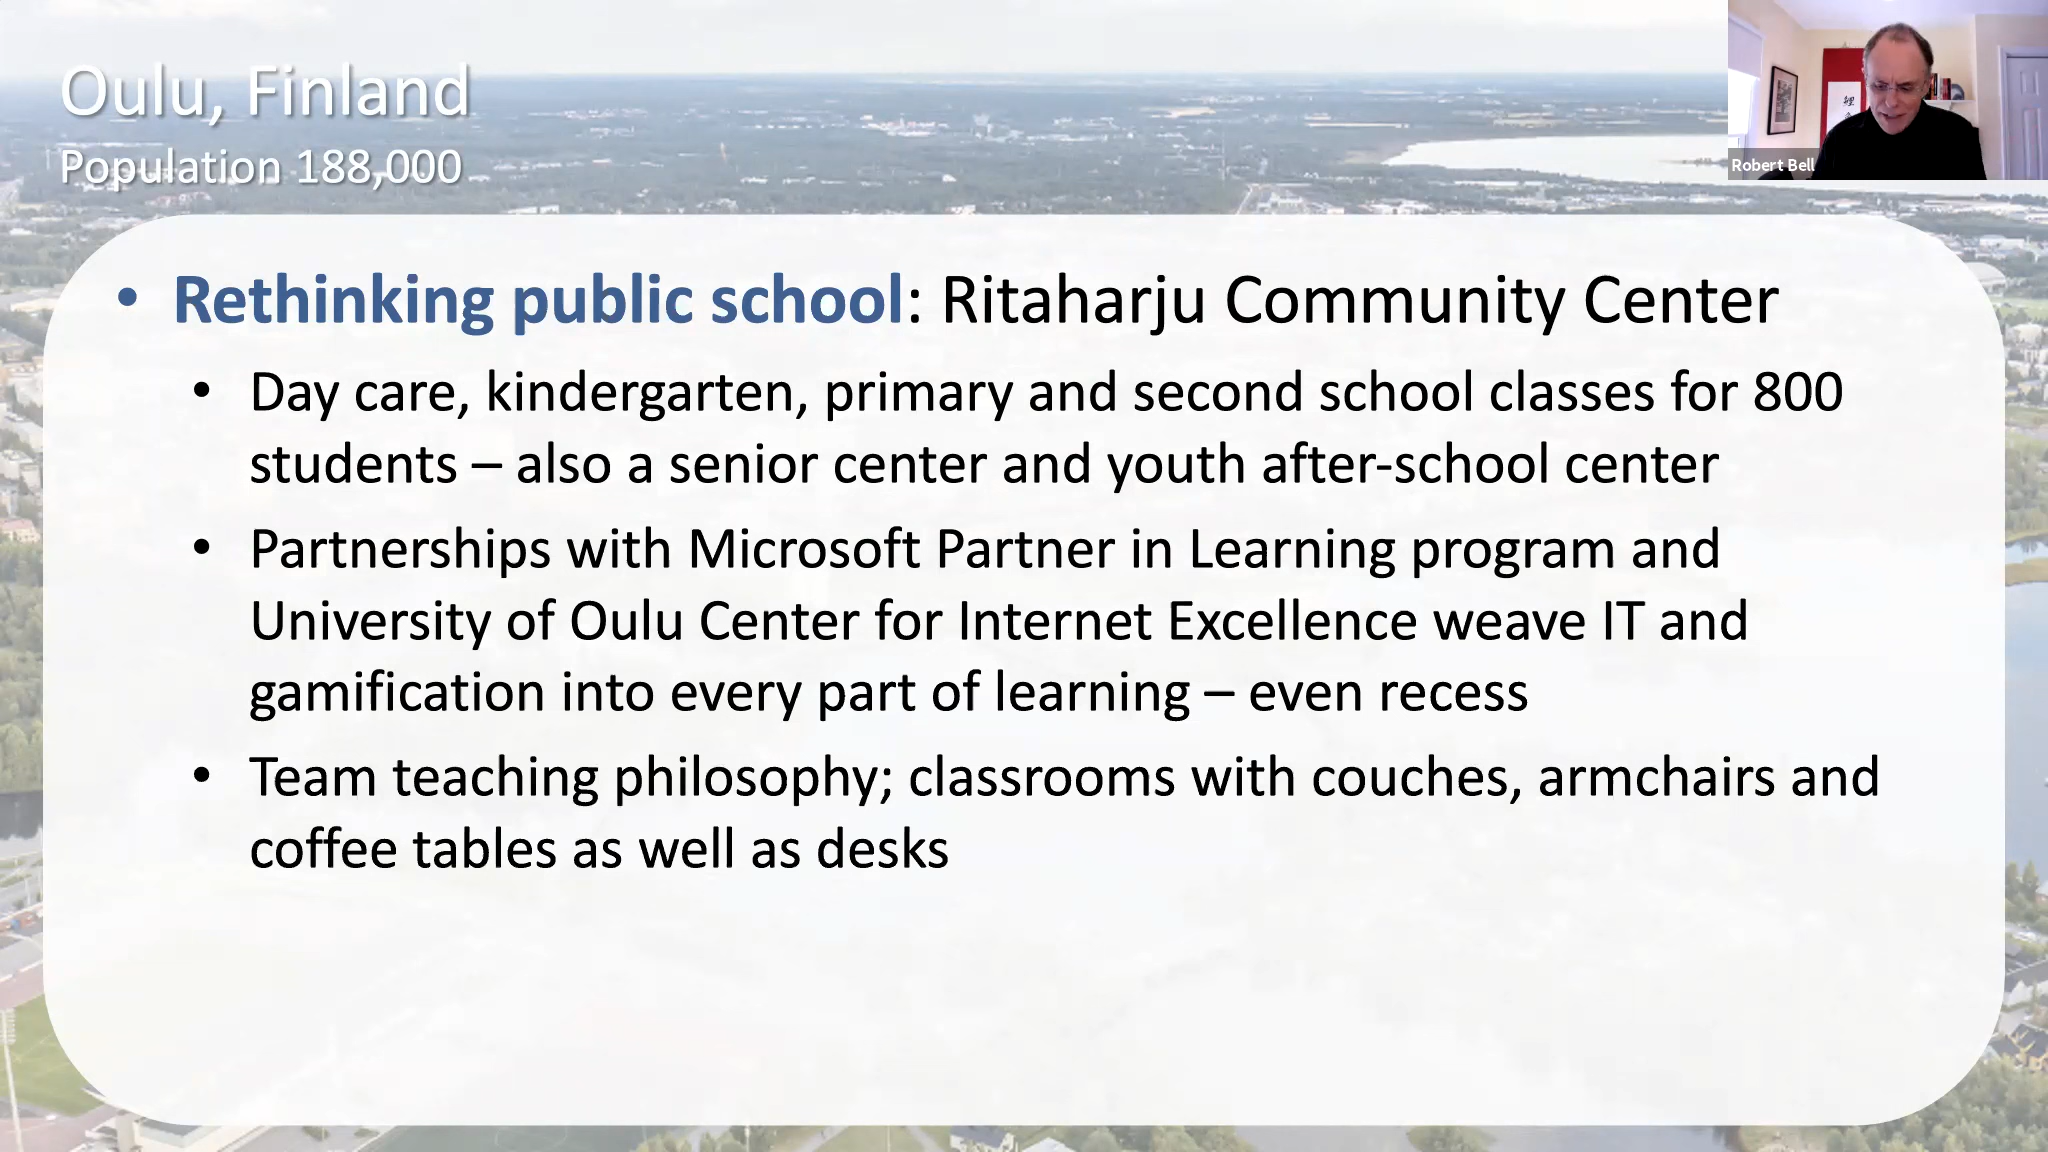 Oulu, Finland
Population 188,000
Robert Bell
• Rethinking public school: Ritaharju Community Center
• Day care, kindergarten, primary and second school classes for 800
students – also a senior center and youth after-school center
• Partnerships with Microsoft Partner in Learning program and
University of Oulu Center for Internet Excellence weave IT and
gamification into every part of learning – even recess
• Team teaching philosophy; classrooms with couches, armchairs and
coffee tables as well as desks